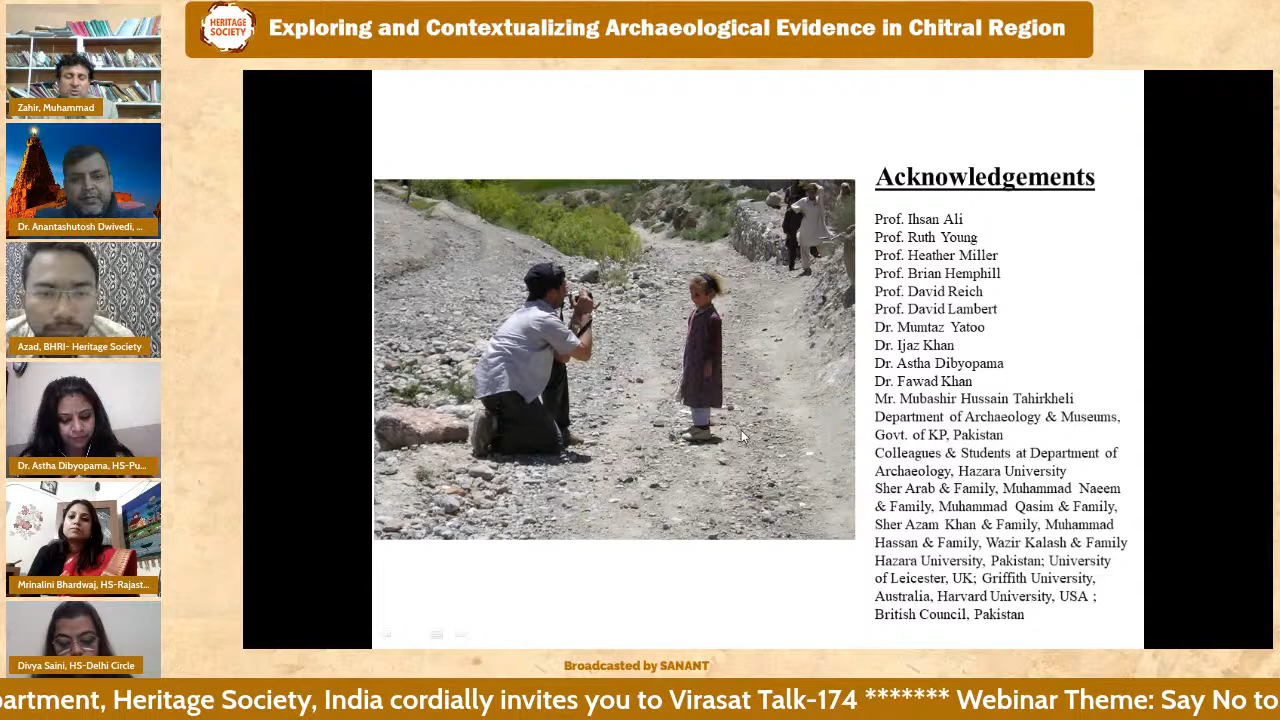 HERITAGE
SOCIETY
Exploring and Contextualizing Archaeological Evidence in Chitral Region
Zahir, Muhammad
Dr. Anantashutosh Dwivedi, ...
Azad, BHRI- Heritage Society
Dr. Astha Dibyopama, HS-Pu...
Mrinalini Bhardwaj, HS-Rajast...
Divya Saini, HS-Delhi Circle
Acknowledgements
Prof. Ihsan Ali
Prof. Ruth Young
Prof. Heather Miller
Prof. Brian Hemphill
Prof. David Reich
Prof. David Lambert
Dr. Mumtaz Yatoo
Dr. Ijaz Khan
Dr. Astha Dibyopama
Dr. Fawad Khan
Mr. Mubashir Hussain Tahirkheli
Department of Archaeology & Museums,
Govt. of KP, Pakistan
Colleagues & Students at Department of
Archaeology, Hazara University
Sher Arab & Family, Muhammad Naeem
& Family, Muhammad Qasim & Family,
Sher Azam Khan & Family, Muhammad
Hassan & Family, Wazir Kalash & Family
Hazara University, Pakistan; University
of Leicester, UK; Griffith University,
Australia, Harvard University, USA ;
British Council, Pakistan
Broadcasted by SANANT
partment, Heritage Society, India cordially invites you to Virasat Talk-174 ******* Webinar Theme: Say No to